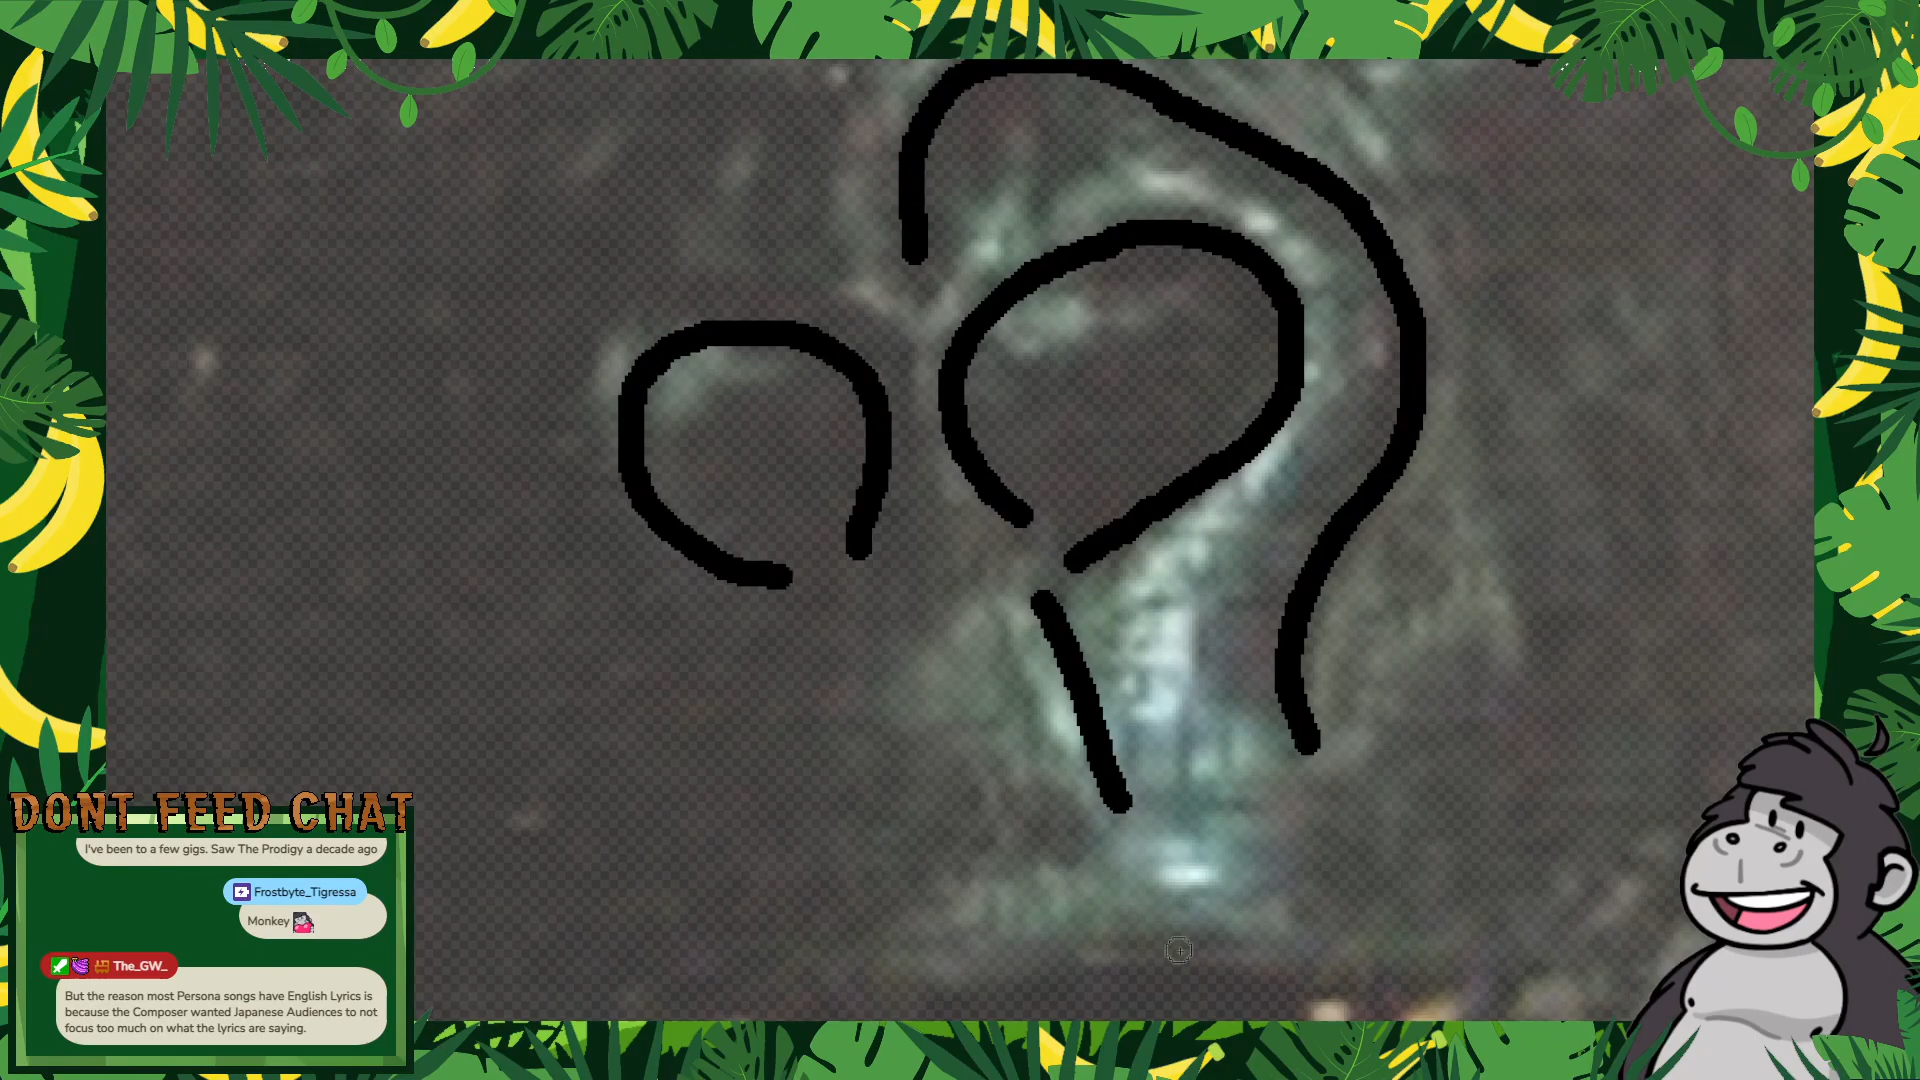 DONT FEED CHAT
I've been to a few gigs. Saw The Prodigy a decade ago
Frostbyte_Tigressa
Monkey
The_GW_
But the reason most Persona songs have English Lyrics is
because the Composer wanted Japanese Audiences to not
focus too much on what the lyrics are saying.